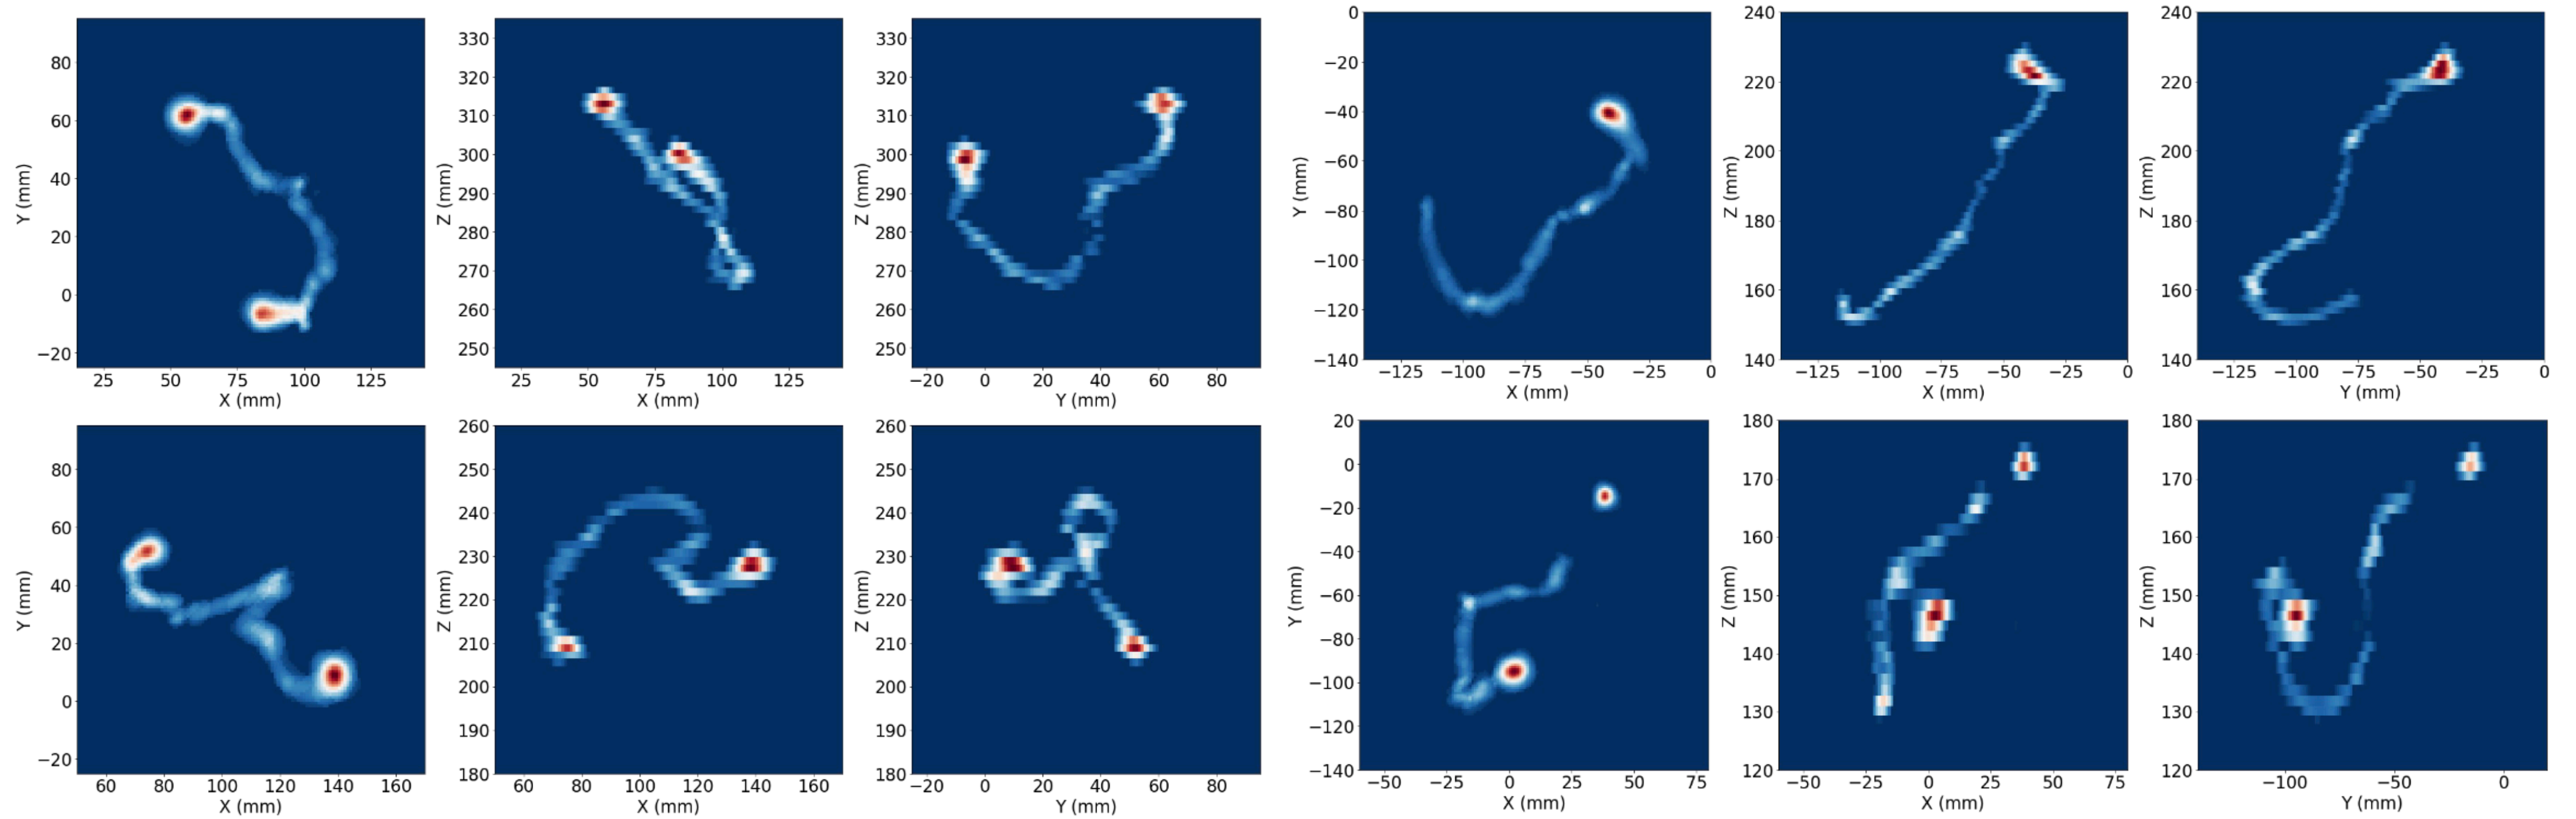 80
60
40
20
0
−20
Y (mm)
25 50 75 100 125
X (mm)
330
320
310
300
290
280
270
260
250
Z (mm)
25 50 75 100 125
X (mm)
330
320
310
300
290
280
270
260
250
Z (mm)
−20 0 20 40 60 80
Y (mm)
0
−20
−40
−60
−80
−100
−120
−140
Y (mm)
−125 −100 −75 −50 −25 0
X (mm)
240
220
200
180
160
140
Z (mm)
−125 −100 −75 −50 −25 0
X (mm)
240
220
200
180
160
140
Z (mm)
−125 −100 −75 −50 −25 0
Y (mm)
80
60
40
20
0
−20
Y (mm)
60 80 100 120 140 160
X (mm)
260
250
240
230
220
210
200
190
180
Z (mm)
60 80 100 120 140 160
X (mm)
260
250
240
230
220
210
200
190
180
Z (mm)
−20 0 20 40 60 80
Y (mm)
20
0
−20
−40
−60
−80
−100
−120
−140
Y (mm)
−50 −25 0 25 50 75
X (mm)
180
170
160
150
140
130
120
Z (mm)
−50 −25 0 25 50 75
X (mm)
180
170
160
150
140
130
120
Z (mm)
−100 −50 0
Y (mm)